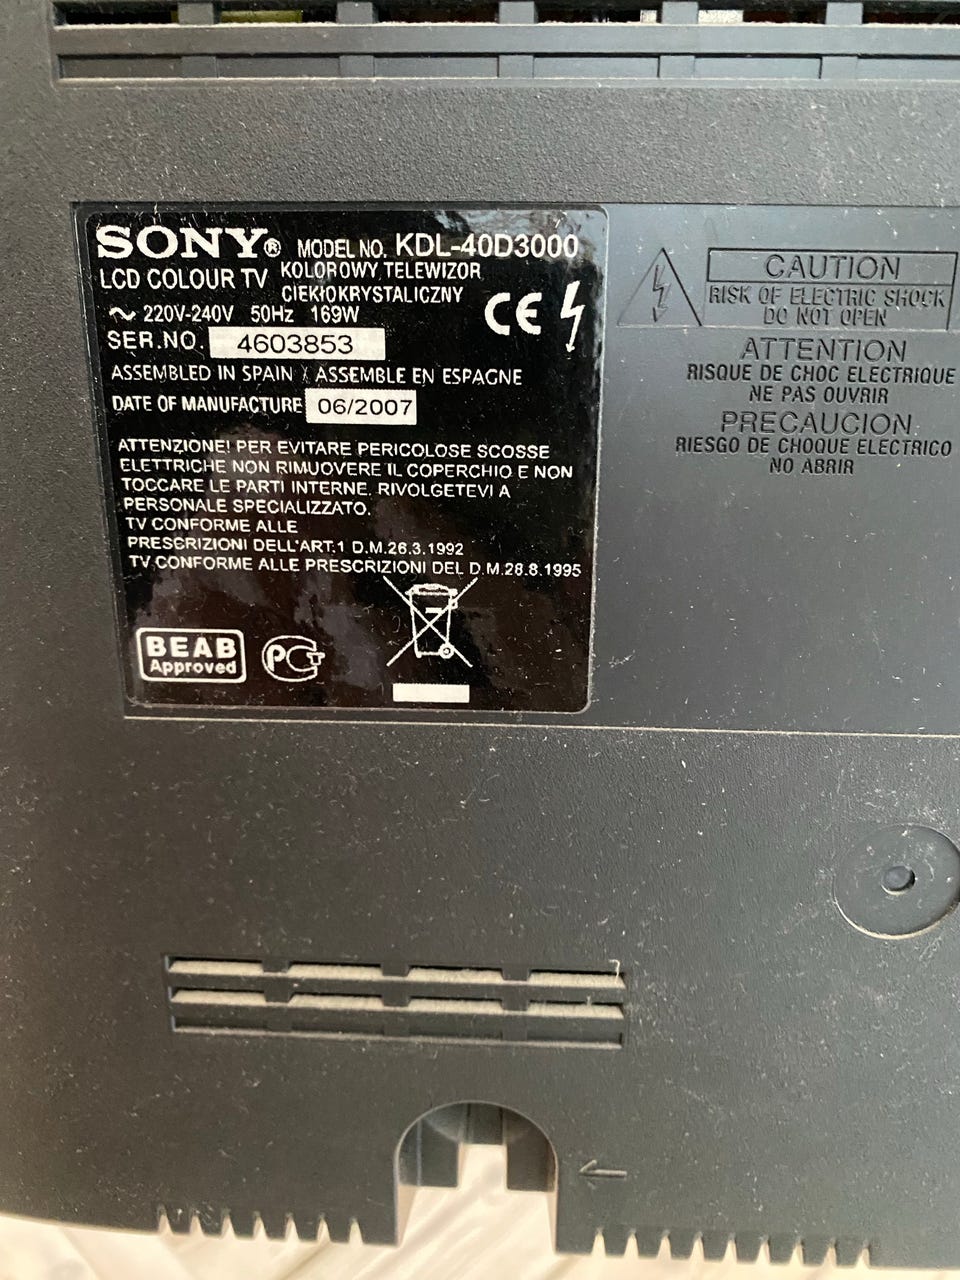 SONY® MODEL NO. KDL-40D3000
LCD COLOUR TV KOLOROWY TELEWIZOR
CIEKŁOKRYSTALICZNY
~ 220V-240V 50Hz 169W
CE
SER.NO. 4603853
ASSEMBLED IN SPAIN / ASSEMBLE EN ESPAGNE
DATE OF MANUFACTURE 06/2007
ATTENZIONE! PER EVITARE PERICOLOSE SCOSSE
ELETTRICHE NON RIMUOVERE IL COPERCHIO E NON
TOCCARE LE PARTI INTERNE. RIVOLGETEVI A
PERSONALE SPECIALIZZATO.
TV CONFORME ALLE
PRESCRIZIONI DELL'ART.1 D.M.26.3.1992
TV CONFORME ALLE PRESCRIZIONI DEL D.M.28.8.1995
BEAB
Approved
PCT
CAUTION
RISK OF ELECTRIC SHOCK
DO NOT OPEN
ATTENTION
RISQUE DE CHOC ELECTRIQUE
NE PAS OUVRIR
PRECAUCION
RIESGO DE CHOQUE ELECTRICO
NO ABRIR